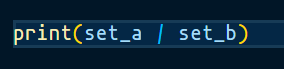 print(set_a | set_b)